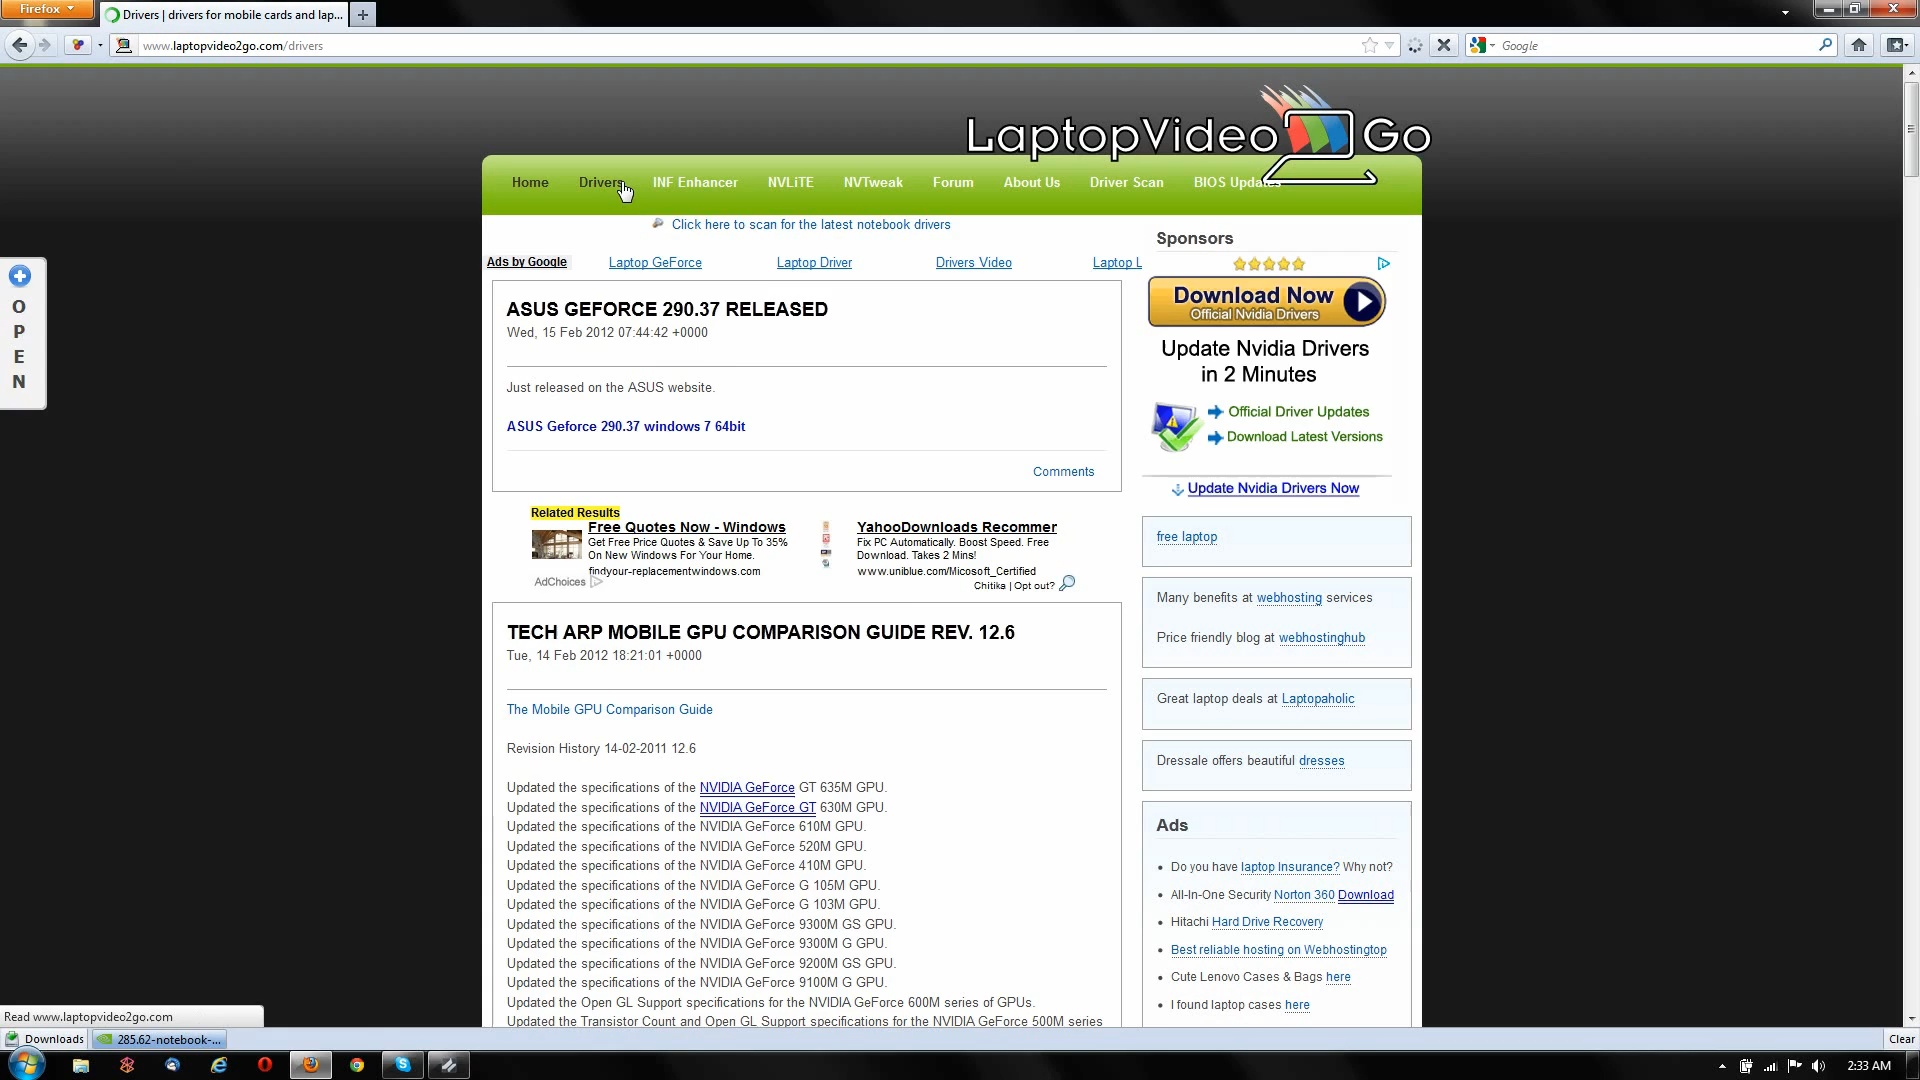 Firefox
Drivers | drivers for mobile cards and lap...
www.laptopvideo2go.com/drivers
Google
LaptopVideo2Go
Home
Drivers
INF Enhancer
NVLiTE
NVTweak
Forum
About Us
Driver Scan
BIOS Updates
Click here to scan for the latest notebook drivers
Ads by Google
Laptop GeForce
Laptop Driver
Drivers Video
Laptop L
ASUS GEFORCE 290.37 RELEASED
Wed, 15 Feb 2012 07:44:42 +0000
Just released on the ASUS website.
ASUS Geforce 290.37 windows 7 64bit
Comments
Related Results
Free Quotes Now - Windows
Get Free Price Quotes & Save Up To 35%
On New Windows For Your Home.
findyour-replacementwindows.com
AdChoices
YahooDownloads Recommer
Fix PC Automatically. Boost Speed. Free
Download. Takes 2 Mins!
www.uniblue.com/Micosoft_Certified
Chitika | Opt out?
TECH ARP MOBILE GPU COMPARISON GUIDE REV. 12.6
Tue, 14 Feb 2012 18:21:01 +0000
The Mobile GPU Comparison Guide
Revision History 14-02-2011 12.6
Updated the specifications of the NVIDIA GeForce GT 635M GPU.
Updated the specifications of the NVIDIA GeForce GT 630M GPU.
Updated the specifications of the NVIDIA GeForce 610M GPU.
Updated the specifications of the NVIDIA GeForce 520M GPU.
Updated the specifications of the NVIDIA GeForce 410M GPU.
Updated the specifications of the NVIDIA GeForce G 105M GPU.
Updated the specifications of the NVIDIA GeForce G 103M GPU.
Updated the specifications of the NVIDIA GeForce 9300M GS GPU.
Updated the specifications of the NVIDIA GeForce 9300M G GPU.
Updated the specifications of the NVIDIA GeForce 9200M GS GPU.
Updated the specifications of the NVIDIA GeForce 9100M G GPU.
Updated the Open GL Support specifications for the NVIDIA GeForce 600M series of GPUs.
Updated the Transistor Count and Open GL Support specifications for the NVIDIA GeForce 500M series
Sponsors
Download Now
Official Nvidia Drivers
Update Nvidia Drivers
in 2 Minutes
Official Driver Updates
Download Latest Versions
Update Nvidia Drivers Now
free laptop
Many benefits at webhosting services
Price friendly blog at webhostinghub
Great laptop deals at Laptopaholic
Dressale offers beautiful dresses
Ads
Do you have laptop Insurance? Why not?
All-In-One Security Norton 360 Download
Hitachi Hard Drive Recovery
Best reliable hosting on Webhostingtop
Cute Lenovo Cases & Bags here
I found laptop cases here
O
P
E
N
Read www.laptopvideo2go.com
Downloads
285.62-notebook-...
Clear
2:33 AM